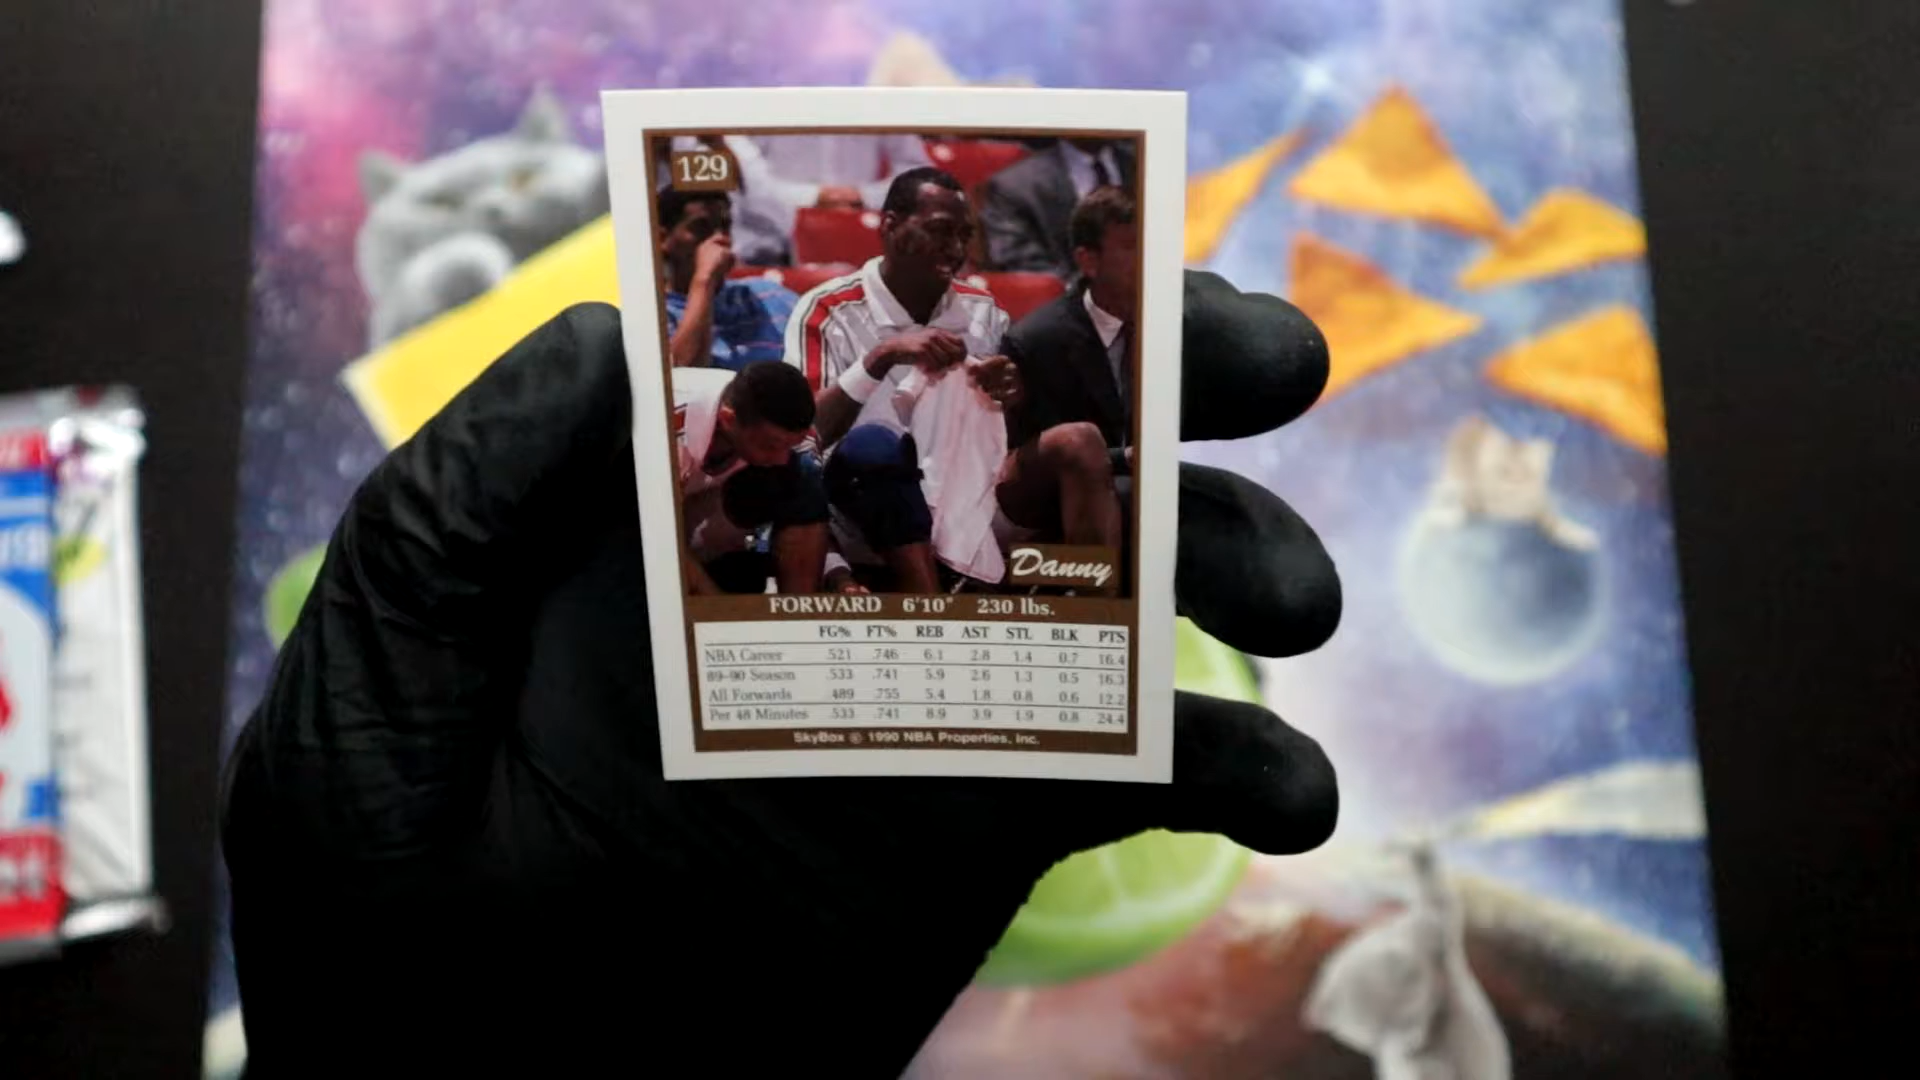 129
Danny
FORWARD 6'10" 230 lbs.
FG% FT% REB AST STL BLK PTS
NBA Career .521 .746 6.1 2.8 1.4 0.7 16.4
89-90 Season .533 .741 5.9 2.6 1.3 0.5 16.3
All Forwards .489 .755 5.4 1.8 0.8 0.6 12.2
Per 48 Minutes .533 .741 8.9 3.9 1.9 0.8 24.4
SkyBox © 1990 NBA Properties, Inc.